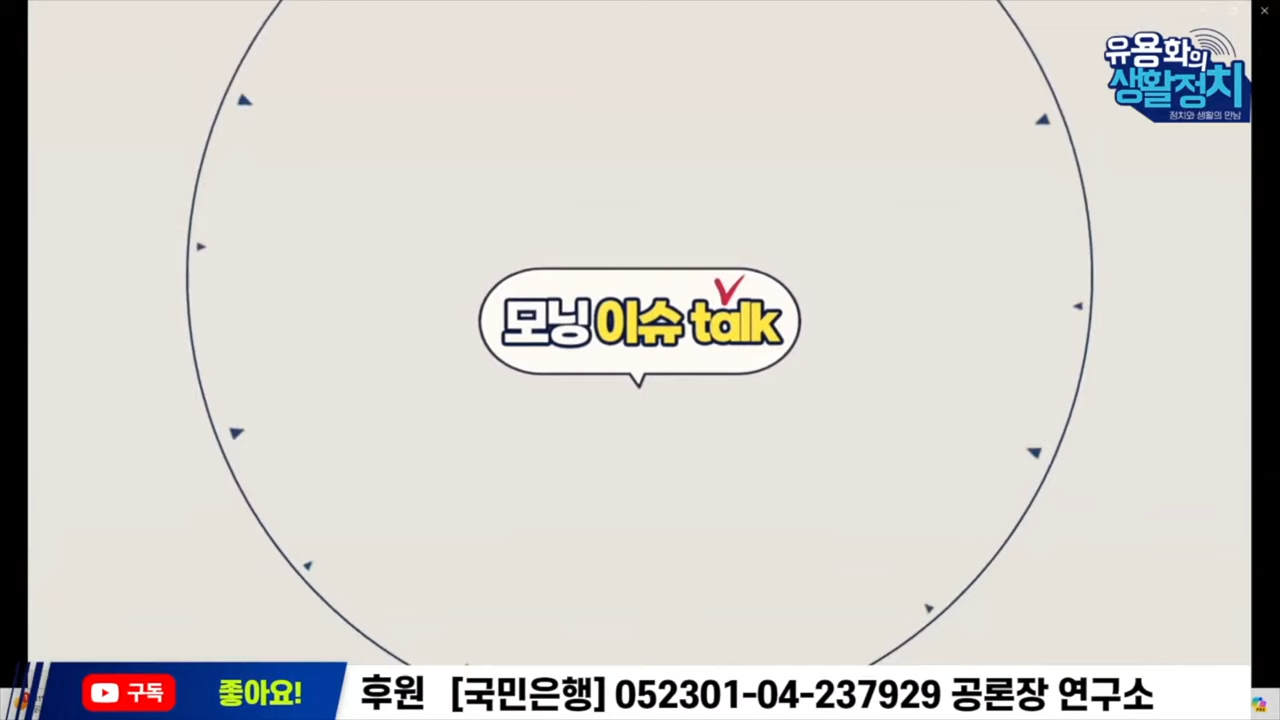 유용화의
생활정치
정치와 생활의 만남
모닝 이슈 talk
구독 좋아요! 후원 [국민은행] 052301-04-237929 공론장 연구소